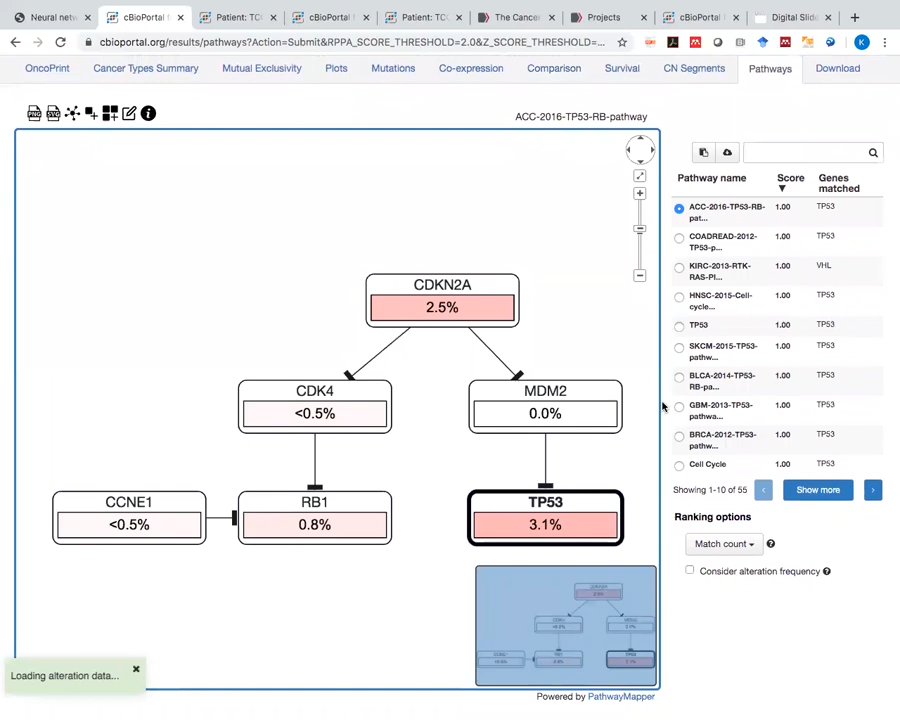 Neural netw
cBioPortal f
Patient: TCC
cBioPortal f
Patient: TCC
The Cancer
Projects
cBioPortal f
Digital Slide
cbioportal.org/results/pathways?Action=Submit&RPPA_SCORE_THRESHOLD=2.0&Z_SCORE_THRESHOLD=...
K
OncoPrint
Cancer Types Summary
Mutual Exclusivity
Plots
Mutations
Co-expression
Comparison
Survival
CN Segments
Pathways
Download
PNG
SVG
ACC-2016-TP53-RB-pathway
CDKN2A
2.5%
CDK4
<0.5%
MDM2
0.0%
CCNE1
<0.5%
RB1
0.8%
TP53
3.1%
Loading alteration data...
Powered by PathwayMapper
Pathway name Score ▼ Genes matched
ACC-2016-TP53-RB-pat... 1.00 TP53
COADREAD-2012-TP53-p... 1.00 TP53
KIRC-2013-RTK-RAS-PI... 1.00 VHL
HNSC-2015-Cell-cycle... 1.00 TP53
TP53 1.00 TP53
SKCM-2015-TP53-pathw... 1.00 TP53
BLCA-2014-TP53-RB-pa... 1.00 TP53
GBM-2013-TP53-pathwa... 1.00 TP53
BRCA-2012-TP53-pathw... 1.00 TP53
Cell Cycle 1.00 TP53
Showing 1-10 of 55
Show more
Ranking options
Match count
Consider alteration frequency